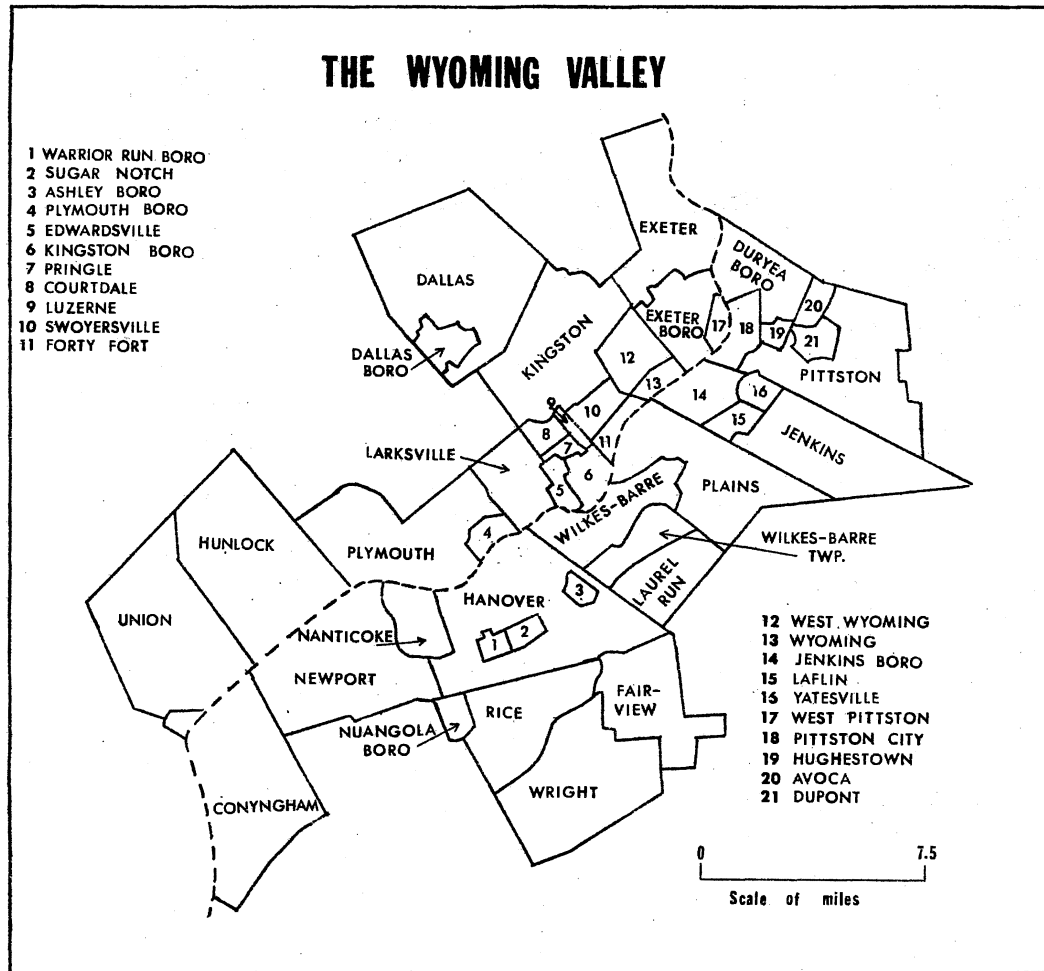 THE WYOMING VALLEY
1 WARRIOR RUN BORO
2 SUGAR NOTCH
3 ASHLEY BORO
4 PLYMOUTH BORO
5 EDWARDSVILLE
6 KINGSTON BORO
7 PRINGLE
8 COURTDALE
9 LUZERNE
10 SWOYERSVILLE
11 FORTY FORT
EXETER
DURYEA
BORO
DALLAS
20
EXETER
BORO
17
18
19
21
DALLAS
BORO
KINGSTON
12
PITTSTON
13
14
16
9
10
15
8
7
11
JENKINS
LARKSVILLE
6
5
WILKES-BARRE
PLAINS
4
HUNLOCK
PLYMOUTH
WILKES-BARRE
TWP.
LAUREL
RUN
3
HANOVER
UNION
NANTICOKE
1
2
NEWPORT
12 WEST WYOMING
13 WYOMING
14 JENKINS BORO
15 LAFLIN
15 YATESVILLE
17 WEST PITTSTON
18 PITTSTON CITY
19 HUGHESTOWN
20 AVOCA
21 DUPONT
FAIR-
VIEW
RICE
NUANGOLA
BORO
WRIGHT
CONYNGHAM
0 7.5
Scale of miles